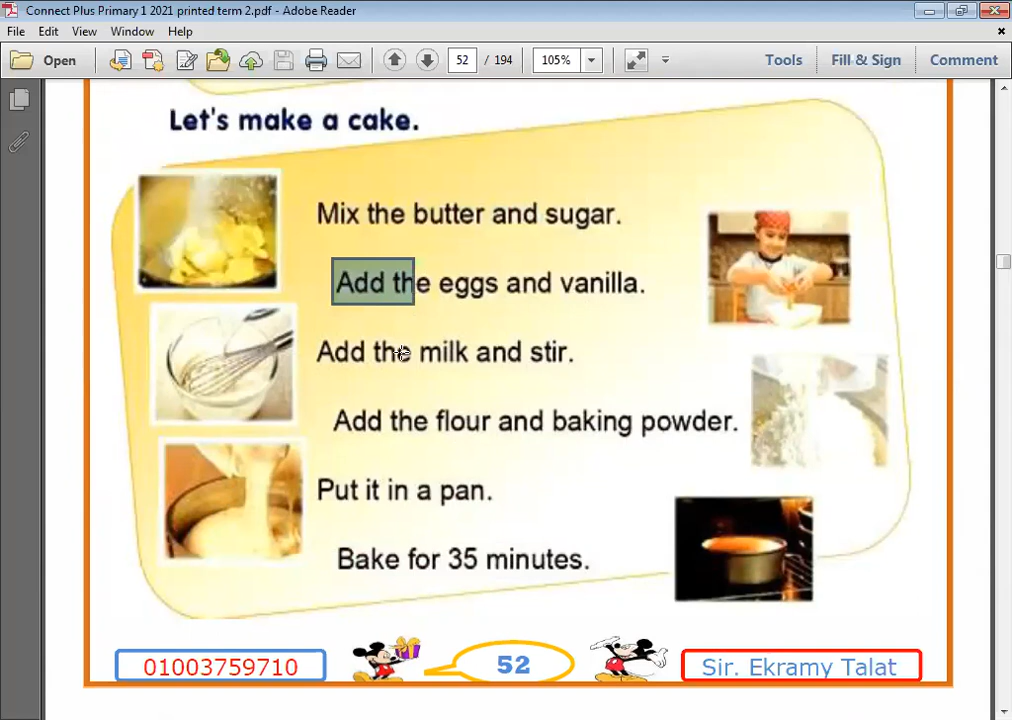 Connect Plus Primary 1 2021 printed term 2.pdf - Adobe Reader
File Edit View Window Help
Open 52 / 194 105% Tools Fill & Sign Comment
Let's make a cake.
Mix the butter and sugar.
Add the eggs and vanilla.
Add the milk and stir.
Add the flour and baking powder.
Put it in a pan.
Bake for 35 minutes.
01003759710 52 Sir. Ekramy Talat